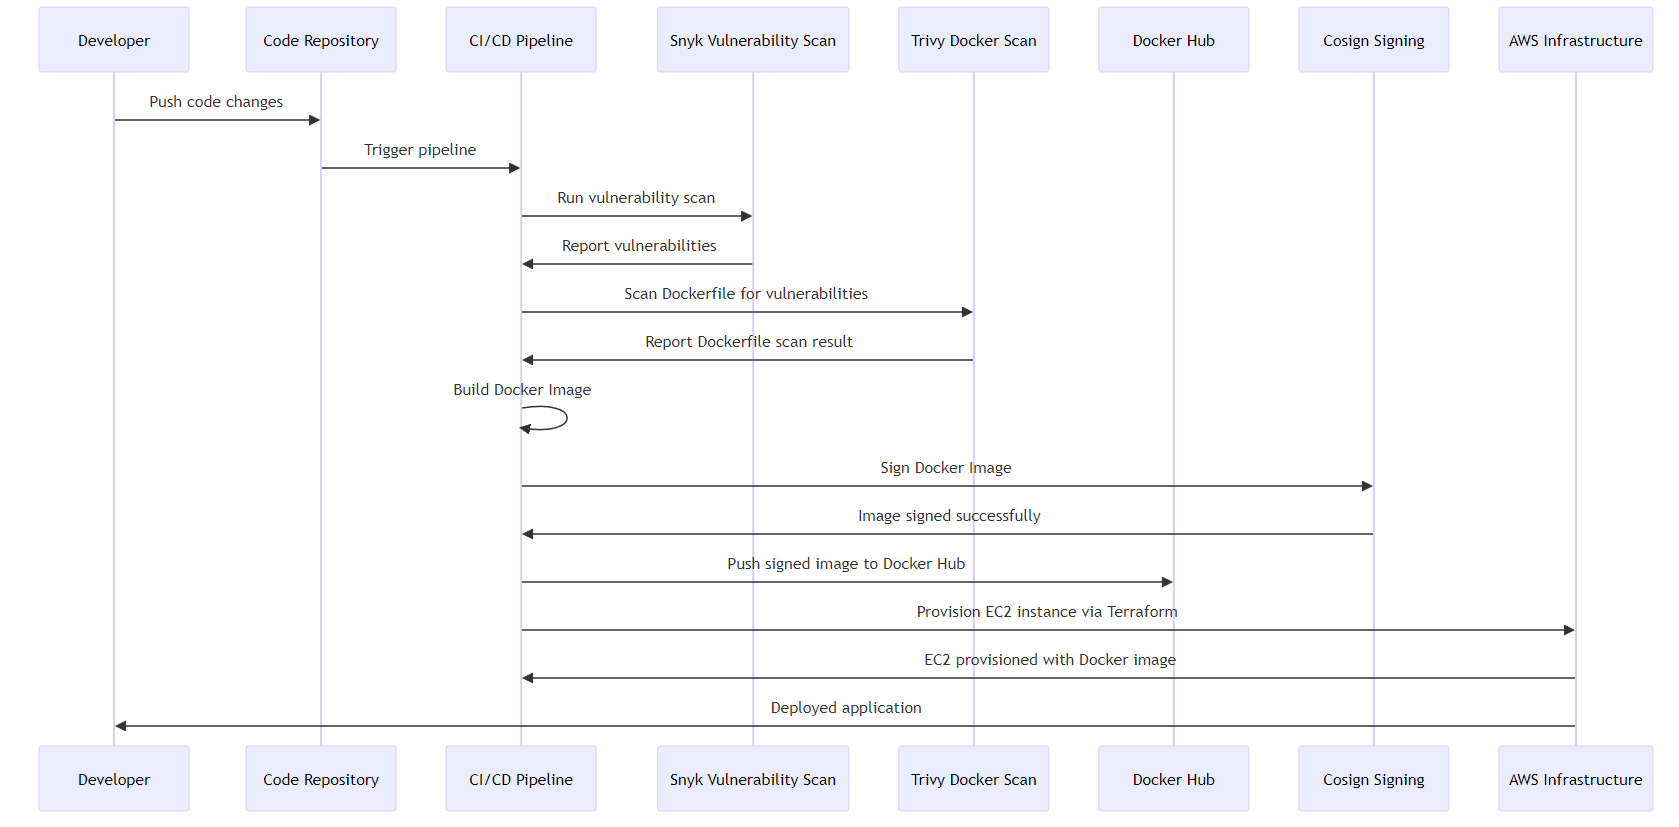 Developer
Code Repository
CI/CD Pipeline
Snyk Vulnerability Scan
Trivy Docker Scan
Docker Hub
Cosign Signing
AWS Infrastructure
Push code changes
Trigger pipeline
Run vulnerability scan
Report vulnerabilities
Scan Dockerfile for vulnerabilities
Report Dockerfile scan result
Build Docker Image
Sign Docker Image
Image signed successfully
Push signed image to Docker Hub
Provision EC2 instance via Terraform
EC2 provisioned with Docker image
Deployed application
Developer
Code Repository
CI/CD Pipeline
Snyk Vulnerability Scan
Trivy Docker Scan
Docker Hub
Cosign Signing
AWS Infrastructure